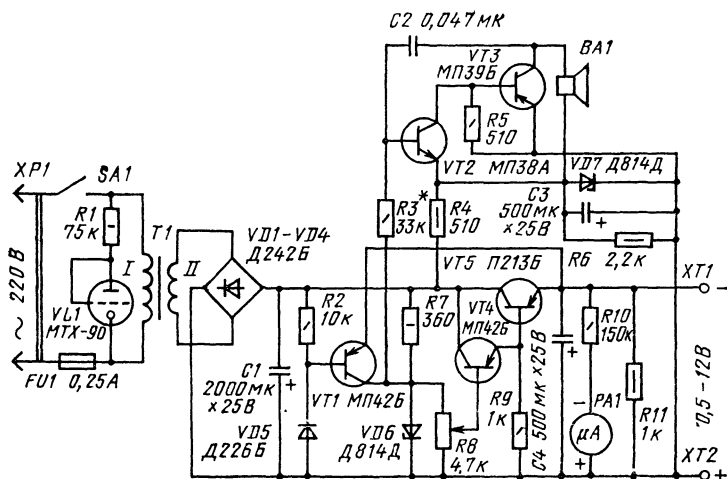 C2 0,047 мк
VT3
МП39Б
BA1
R5
510
VT2
МП38А
VD7 Д814Д
XP1
SA1
R1
75к
T1
I
II
VD1-VD4
Д242Б
R3
33к
*
R4
510
C3
500 мк
×25В
+
R6
2,2к
~ 220 В
VL1
МТХ-90
FU1
0,25А
VT5
П213Б
XT1
−
R2
10к
R7
360
VT4
МП42Б
R10
150к
C1
2000 мк
×25В
+
VT1
МП42Б
R9
1к
C4 500 мк ×25В
+
−
PA1
μA
+
R11
1к
0,5-12В
VD5
Д226Б
VD6
Д814Д
R8
4,7к
XT2
+